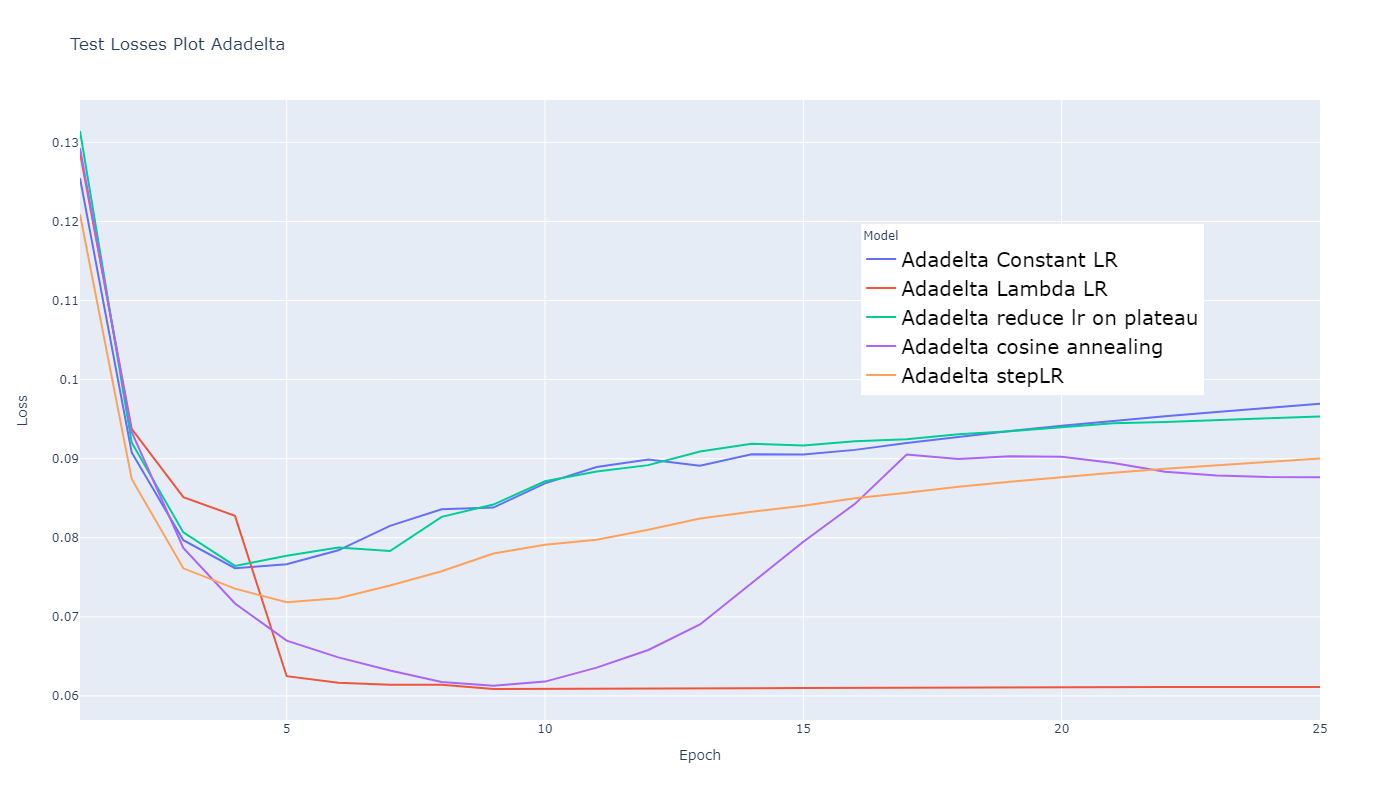 Test Losses Plot Adadelta
0.13
0.12
0.11
0.1
0.09
0.08
0.07
0.06
Loss
Model
Adadelta Constant LR
Adadelta Lambda LR
Adadelta reduce lr on plateau
Adadelta cosine annealing
Adadelta stepLR
5
10
15
20
25
Epoch